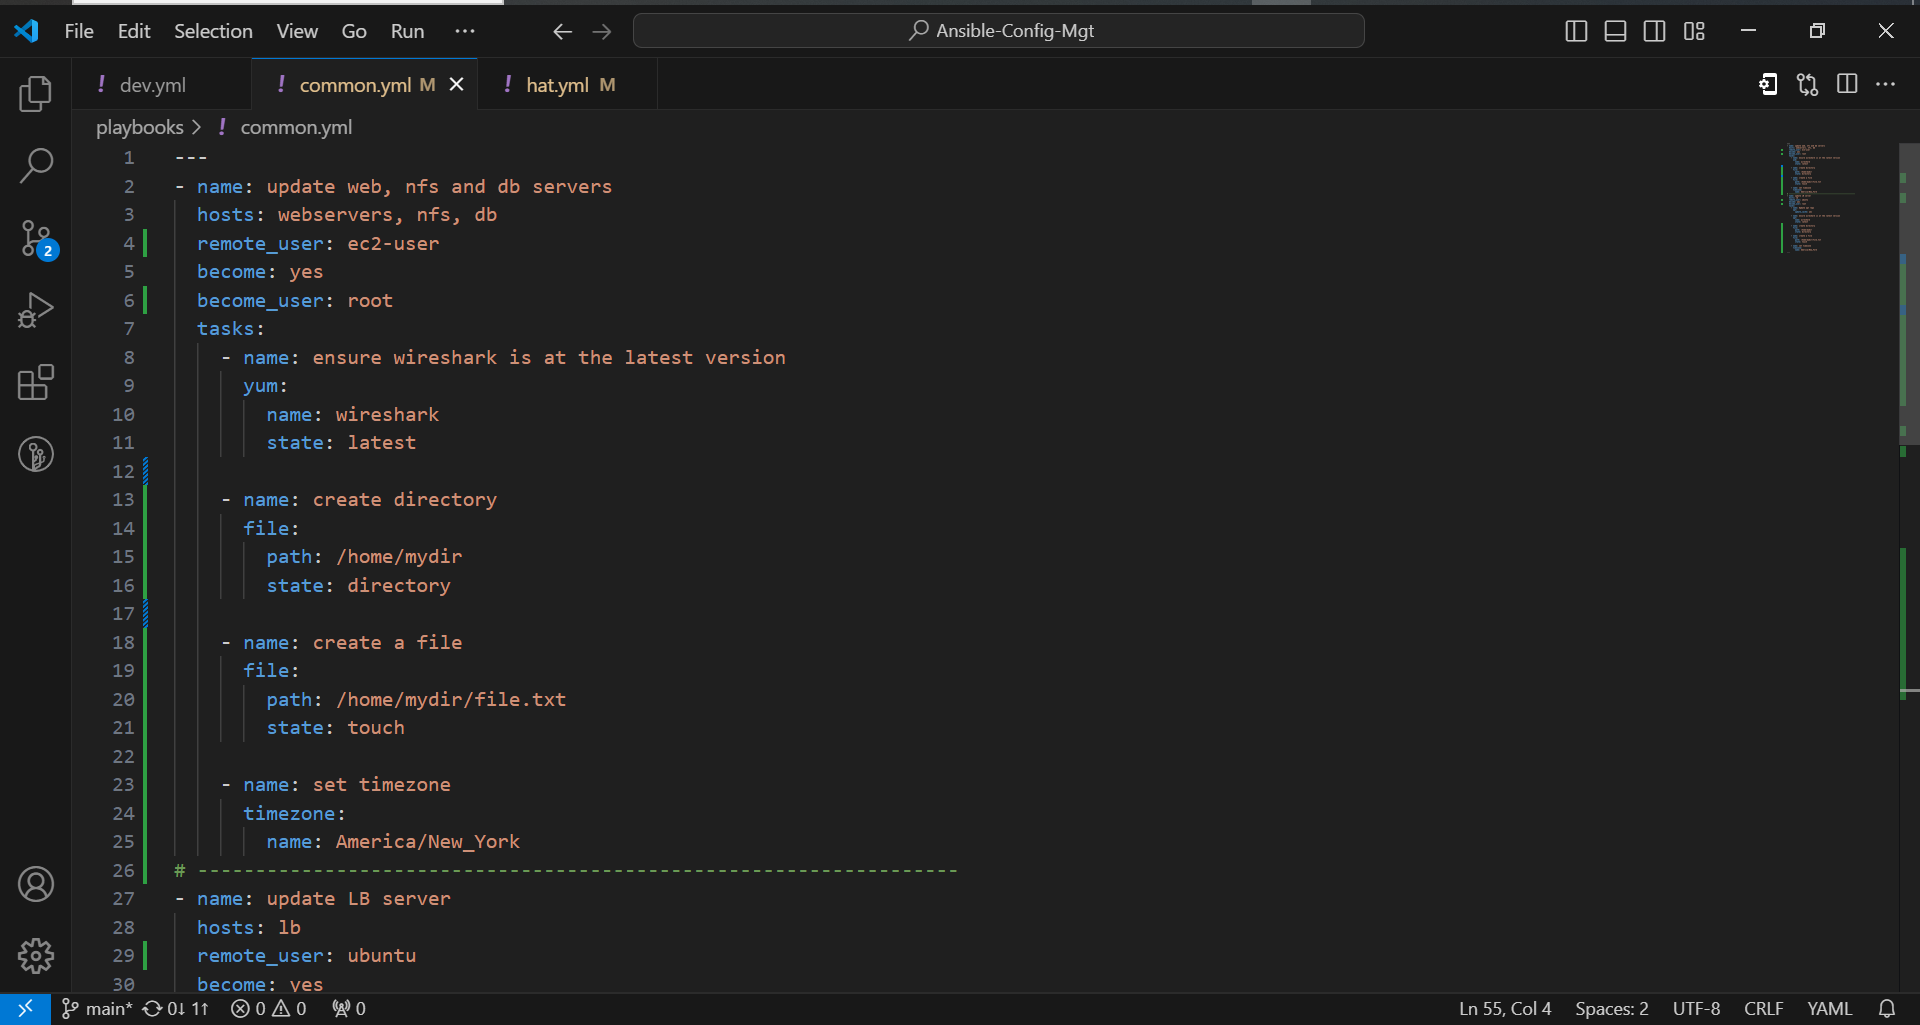 File Edit Selection View Go Run ··· Ansible-Config-Mgt
! dev.yml ! common.yml M ! hat.yml M
playbooks > ! common.yml
1 ---
2 - name: update web, nfs and db servers
3 hosts: webservers, nfs, db
4 remote_user: ec2-user
5 become: yes
6 become_user: root
7 tasks:
8 - name: ensure wireshark is at the latest version
9 yum:
10 name: wireshark
11 state: latest
12
13 - name: create directory
14 file:
15 path: /home/mydir
16 state: directory
17
18 - name: create a file
19 file:
20 path: /home/mydir/file.txt
21 state: touch
22
23 - name: set timezone
24 timezone:
25 name: America/New_York
26 # ------------------------------------------------------------------
27 - name: update LB server
28 hosts: lb
29 remote_user: ubuntu
30 become: yes
2
main* 0↓ 1↑ 0 0 0 Ln 55, Col 4 Spaces: 2 UTF-8 CRLF YAML